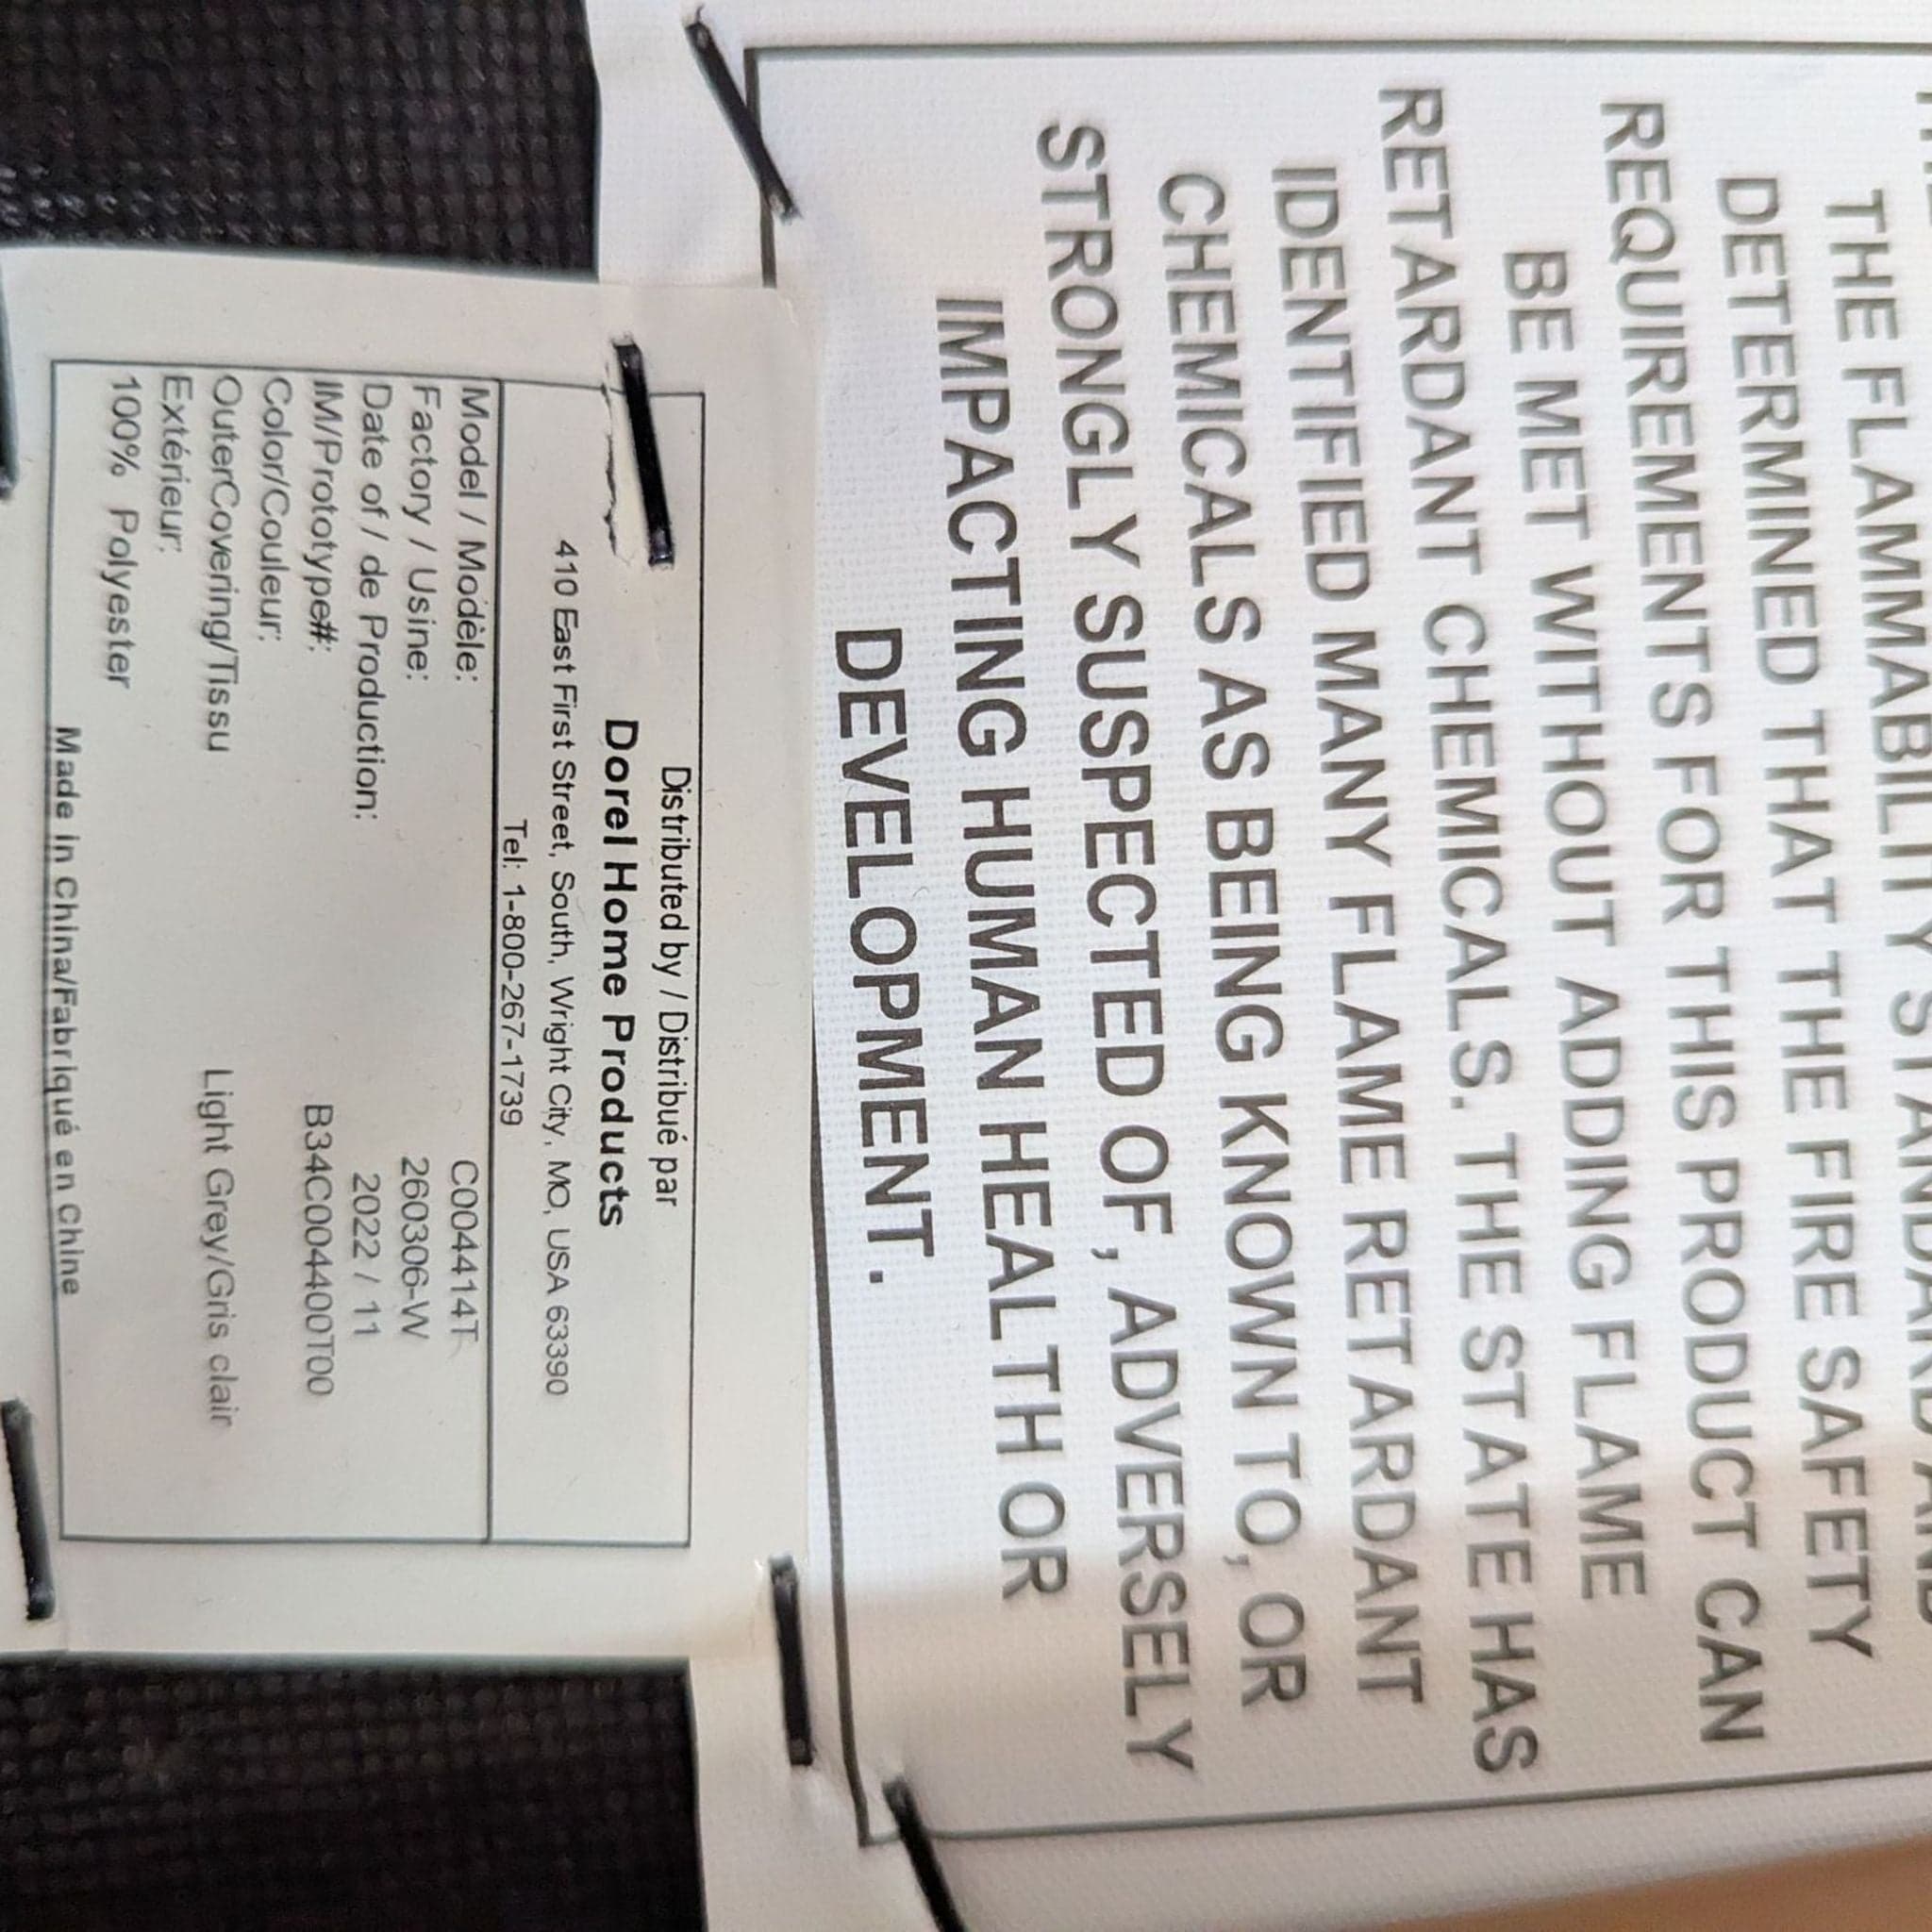 THE FLAMMABILITY STANDARD AND
DETERMINED THAT THE FIRE SAFETY
REQUIREMENTS FOR THIS PRODUCT CAN
BE MET WITHOUT ADDING FLAME
RETARDANT CHEMICALS. THE STATE HAS
IDENTIFIED MANY FLAME RETARDANT
CHEMICALS AS BEING KNOWN TO, OR
STRONGLY SUSPECTED OF, ADVERSELY
IMPACTING HUMAN HEALTH OR
DEVELOPMENT.
Distributed by / Distribué par
Dorel Home Products
410 East First Street, South, Wright City, MO, USA 63390
Tel: 1-800-267-1739
Model / Modèle: C004414T
Factory / Usine: 260306-W
Date of / de Production: 2022 / 11
IM/Prototype#: B34C004400T00
Color/Couleur:
OuterCovering/Tissu Light Grey/Gris clair
Extérieur:
100% Polyester
Made in China/Fabriqué en Chine